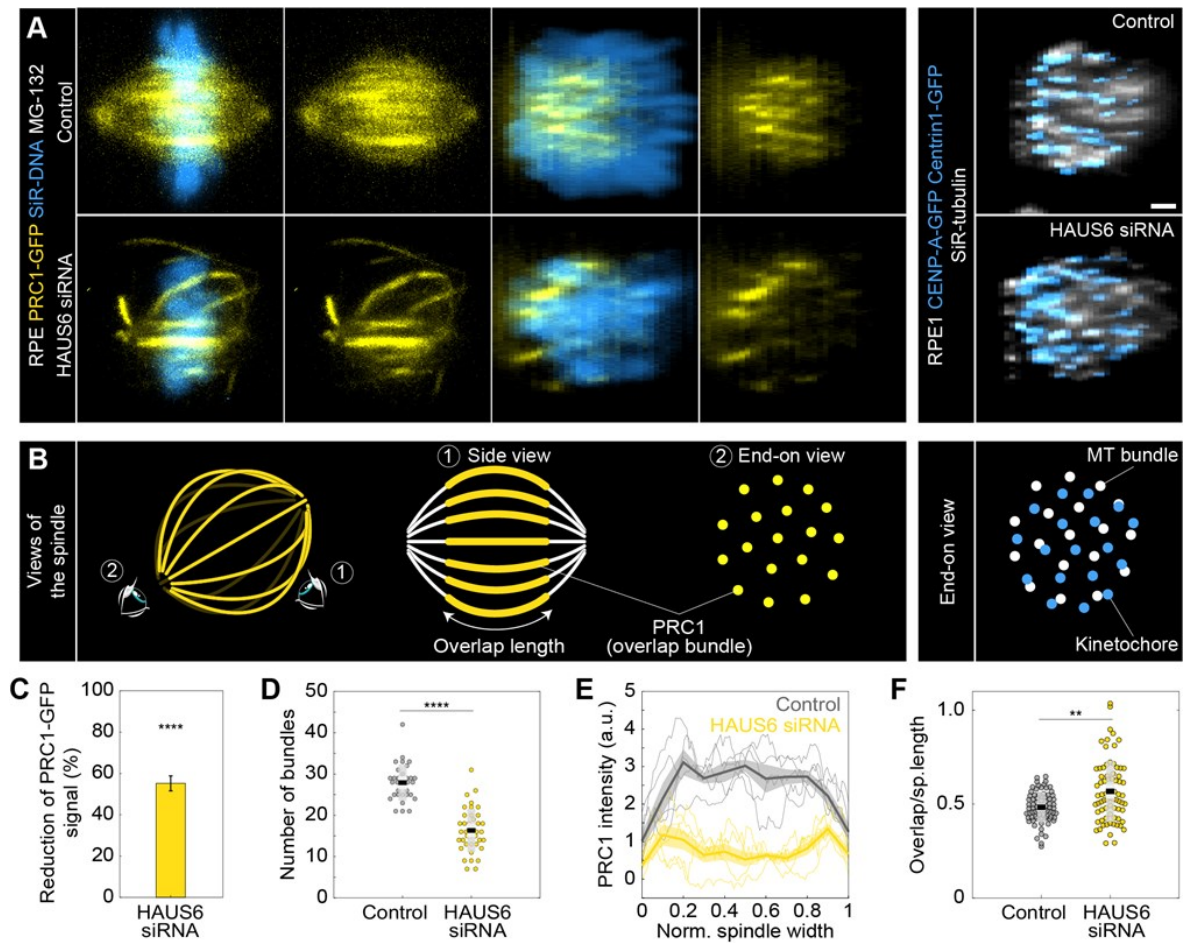 A
RPE PRC1-GFP SiR-DNA MG-132
Control
HAUS6 siRNA
RPE1 CENP-A-GFP Centrin1-GFP
SiR-tubulin
Control
HAUS6 siRNA
B
Views of
the spindle
② ①
① Side view
Overlap length
② End-on view
PRC1
(overlap bundle)
End-on view
MT bundle
Kinetochore
C
Reduction of PRC1-GFP
signal (%)
100
80
60
40
20
0
****
HAUS6
siRNA
D
Number of bundles
50
40
30
20
10
0
****
Control
HAUS6
siRNA
E
PRC1 intensity (a.u.)
5
4
3
2
1
0
Control
HAUS6 siRNA
0 0.2 0.4 0.6 0.8 1
Norm. spindle width
F
Overlap/sp.length
1.0
0.5
0
**
Control
HAUS6
siRNA